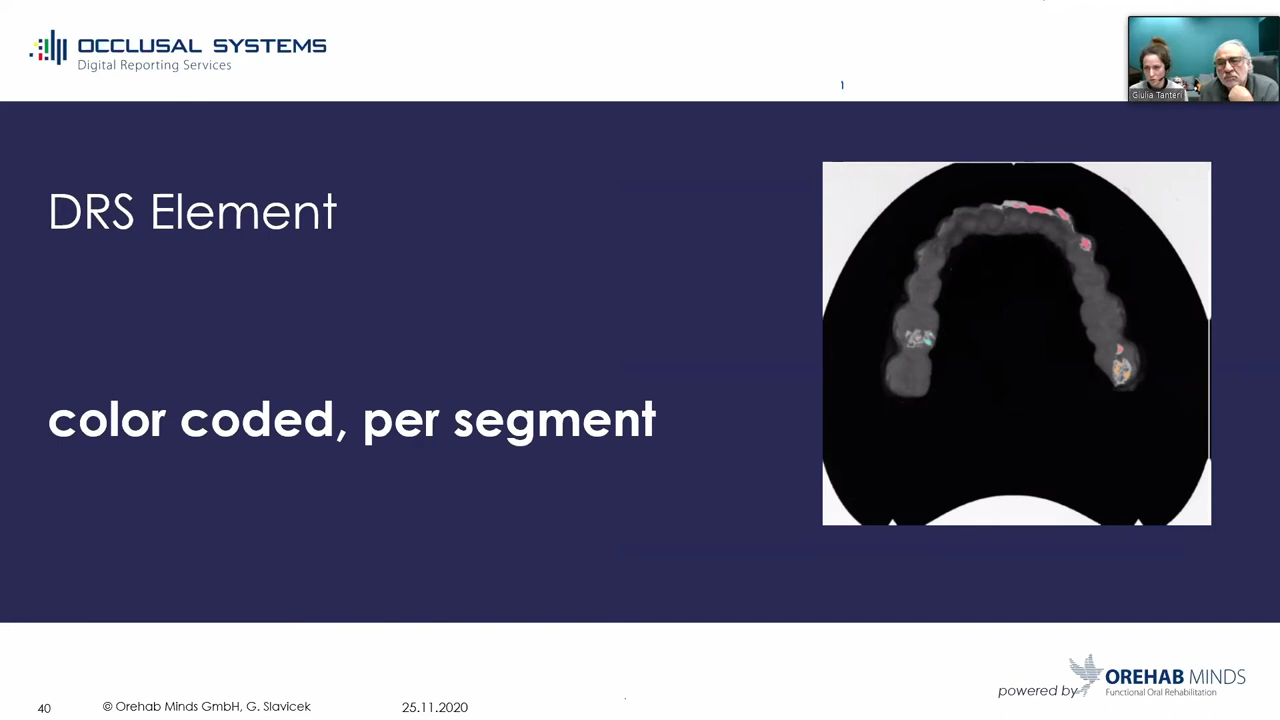 OCCLUSAL SYSTEMS
Digital Reporting Services
Giulia Tanteri
DRS Element
color coded, per segment
powered by
OREHAB MINDS
Functional Oral Rehabilitation
40
© Orehab Minds GmbH, G. Slavicek
25.11.2020